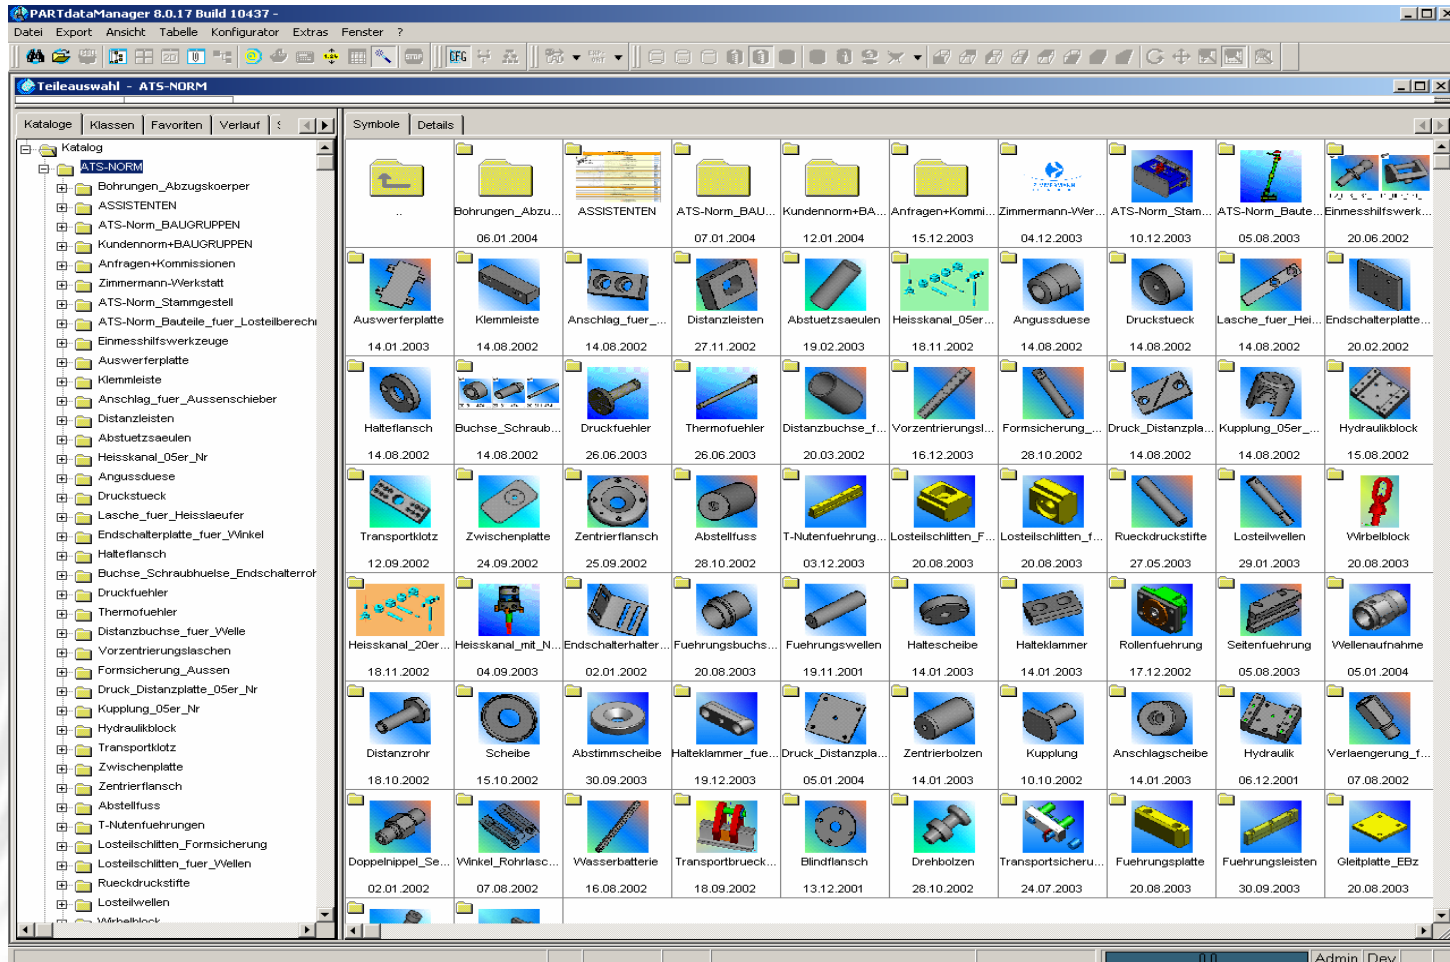 PARTdataManager 8.0.17 Build 10437 -
Datei Export Ansicht Tabelle Konfigurator Extras Fenster ?
Teileauswahl - ATS-NORM
Kataloge Klassen Favoriten Verlauf
Katalog
ATS-NORM
Bohrungen_Abzugskoerper
ASSISTENTEN
ATS-Norm_BAUGRUPPEN
Kundennorm+BAUGRUPPEN
Anfragen+Kommissionen
Zimmermann-Werkstatt
ATS-Norm_Stammgestell
ATS-Norm_Bauteile_fuer_Losteilberechn
Einmesshilfswerkzeuge
Auswerferplatte
Klemmleiste
Anschlag_fuer_Aussenschieber
Distanzleisten
Abstuetzsaeulen
Heisskanal_05er_Nr
Angussduese
Druckstueck
Lasche_fuer_Heisslaeufer
Endschalterplatte_fuer_Winkel
Halteflansch
Buchse_Schraubhuelse_Endschalterrohr
Druckfuehler
Thermofuehler
Distanzbuchse_fuer_Welle
Vorzentrierungslaschen
Formsicherung_Aussen
Druck_Distanzplatte_05er_Nr
Kupplung_05er_Nr
Hydraulikblock
Transportklotz
Zwischenplatte
Zentrierflansch
Abstellfuss
T-Nutenfuehrungen
Losteilschlitten_Formsicherung
Losteilschlitten_fuer_Wellen
Rueckdruckstifte
Losteilwellen
Wirbelblock
Symbole Details
.. Bohrungen_Abzu... ASSISTENTEN ATS-Norm_BAU... Kundennorm+BA... Anfragen+Kommi... Zimmermann-Wer... ATS-Norm_Stam... ATS-Norm_Baute... Einmesshilfswerk...
06.01.2004 07.01.2004 12.01.2004 15.12.2003 04.12.2003 10.12.2003 05.08.2003 20.06.2002
Auswerferplatte Klemmleiste Anschlag_fuer_... Distanzleisten Abstuetzsaeulen Heisskanal_05er... Angussduese Druckstueck Lasche_fuer_Hei... Endschalterplatte...
14.01.2003 14.08.2002 14.08.2002 27.11.2002 19.02.2003 18.11.2002 14.08.2002 14.08.2002 14.08.2002 20.02.2002
Halteflansch Buchse_Schraub... Druckfuehler Thermofuehler Distanzbuchse_f... Vorzentrierungsl... Formsicherung_... Druck_Distanzpla... Kupplung_05er_... Hydraulikblock
14.08.2002 14.08.2002 26.06.2003 26.06.2003 20.03.2002 16.12.2003 28.10.2002 14.08.2002 14.08.2002 15.08.2002
Transportklotz Zwischenplatte Zentrierflansch Abstellfuss T-Nutenfuehrung... Losteilschlitten_F... Losteilschlitten_f... Rueckdruckstifte Losteilwellen Wirbelblock
12.09.2002 24.09.2002 25.09.2002 28.10.2002 03.12.2003 20.08.2003 20.08.2003 27.05.2003 29.01.2003 20.08.2003
Heisskanal_20er... Heisskanal_mit_N... Endschalterhalter... Fuehrungsbuchs... Fuehrungswellen Haltescheibe Halteklammer Rollenfuehrung Seitenfuehrung Wellenaufnahme
18.11.2002 04.09.2003 02.01.2002 20.08.2003 19.11.2001 14.01.2003 14.01.2003 17.12.2002 05.08.2003 05.01.2004
Distanzrohr Scheibe Abstimmscheibe Halteklammer_fue... Druck_Distanzpla... Zentrierbolzen Kupplung Anschlagscheibe Hydraulik Verlaengerung_f...
18.10.2002 15.10.2002 30.09.2003 19.12.2003 05.01.2004 14.01.2003 10.10.2002 14.01.2003 06.12.2001 07.08.2002
Doppelnippel_Se... Winkel_Rohrlasc... Wasserbatterie Transportbrueck... Blindflansch Drehbolzen Transportsicheru... Fuehrungsplatte Fuehrungsleisten Gleitplatte_EBz
02.01.2002 07.08.2002 16.08.2002 18.09.2002 13.12.2001 28.10.2002 24.07.2003 20.08.2003 30.09.2003 20.08.2003
0.0 Admin Dev